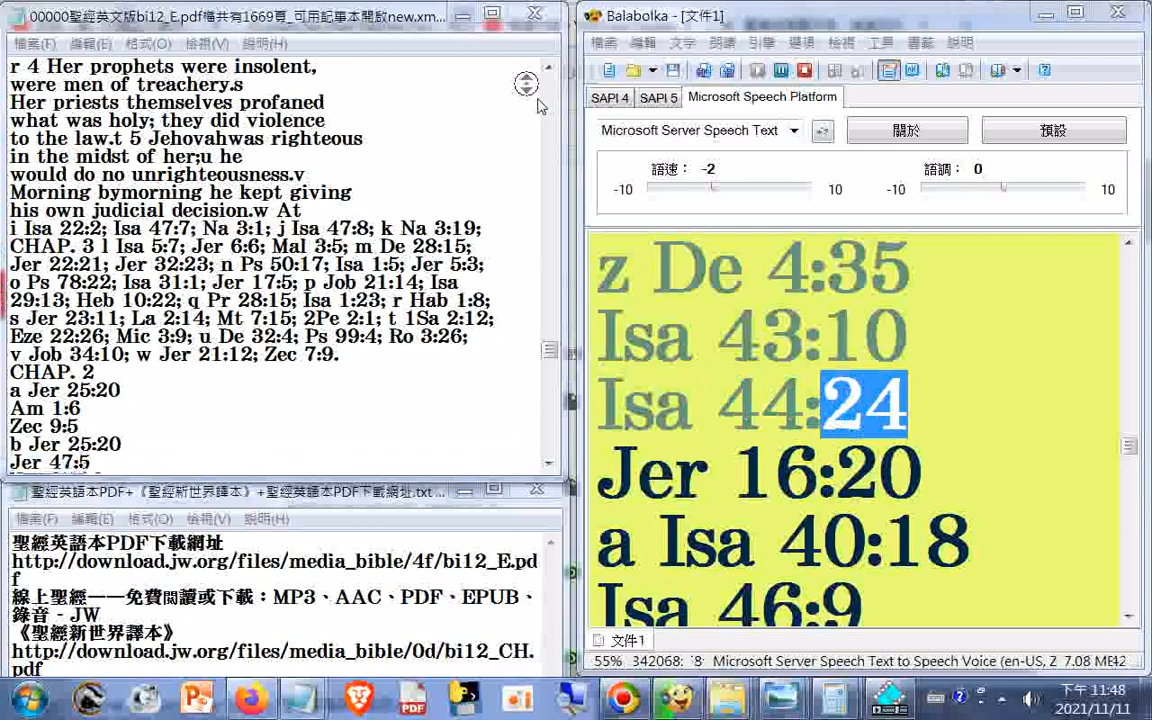 00000聖經英文版bi12_E.pdf檔共有1669頁_可用記事本開啟new.xm...
檔案(F) 編輯(E) 格式(O) 檢視(V) 說明(H)
r 4 Her prophets were insolent,
were men of treachery.s
Her priests themselves profaned
what was holy; they did violence
to the law.t 5 Jehovahwas righteous
in the midst of her;u he
would do no unrighteousness.v
Morning bymorning he kept giving
his own judicial decision.w At
i Isa 22:2; Isa 47:7; Na 3:1; j Isa 47:8; k Na 3:19;
CHAP. 3 l Isa 5:7; Jer 6:6; Mal 3:5; m De 28:15;
Jer 22:21; Jer 32:23; n Ps 50:17; Isa 1:5; Jer 5:3;
o Ps 78:22; Isa 31:1; Jer 17:5; p Job 21:14; Isa
29:13; Heb 10:22; q Pr 28:15; Isa 1:23; r Hab 1:8;
s Jer 23:11; La 2:14; Mt 7:15; 2Pe 2:1; t 1Sa 2:12;
Eze 22:26; Mic 3:9; u De 32:4; Ps 99:4; Ro 3:26;
v Job 34:10; w Jer 21:12; Zec 7:9.
CHAP. 2
a Jer 25:20
Am 1:6
Zec 9:5
b Jer 25:20
Jer 47:5
聖經英語本PDF+《聖經新世界譯本》+聖經英語本PDF下載網址.txt ...
檔案(F) 編輯(E) 格式(O) 檢視(V) 說明(H)
聖經英語本PDF下載網址
http://download.jw.org/files/media_bible/4f/bi12_E.pd
f
線上聖經——免費閱讀或下載：MP3、AAC、PDF、EPUB、
錄音 - JW
《聖經新世界譯本》
http://download.jw.org/files/media_bible/0d/bi12_CH.
pdf
Balabolka - [文件1]
檔案 編輯 文字 朗讀 引擎 選項 檢視 工具 書籤 說明
SAPI 4 SAPI 5 Microsoft Speech Platform
Microsoft Server Speech Text 關於 預設
語速： -2 語調： 0
-10 10 -10 10
z De 4:35
Isa 43:10
Isa 44:24
Jer 16:20
a Isa 40:18
Isa 46:9
文件1
55% 342068: '8' Microsoft Server Speech Text to Speech Voice (en-US, Z 7.08 ME42
下午 11:48
2021/11/11